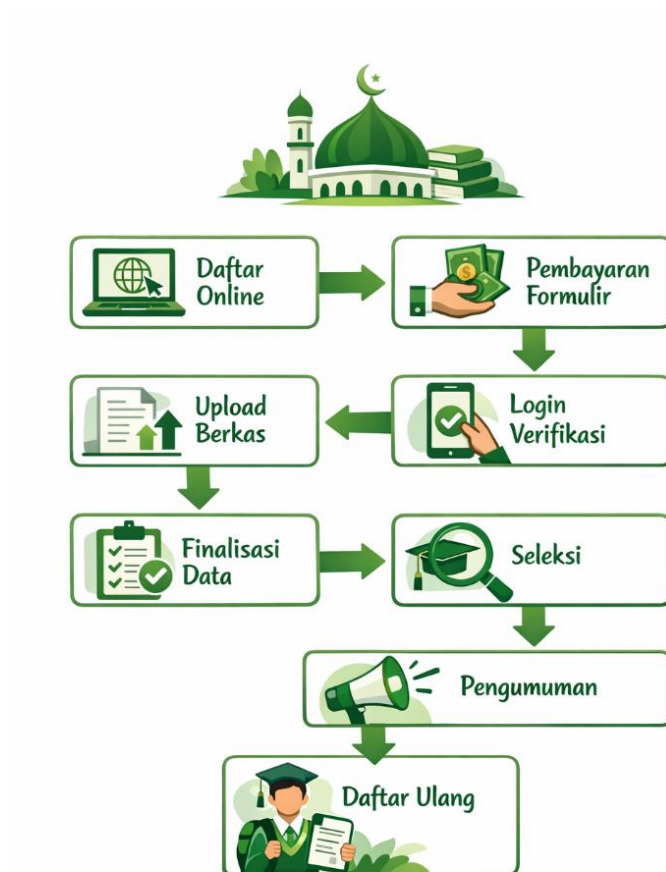 Daftar
Online
Pembayaran
Formulir
Login
Verifikasi
Upload
Berkas
Finalisasi
Data
Seleksi
Pengumuman
Daftar Ulang